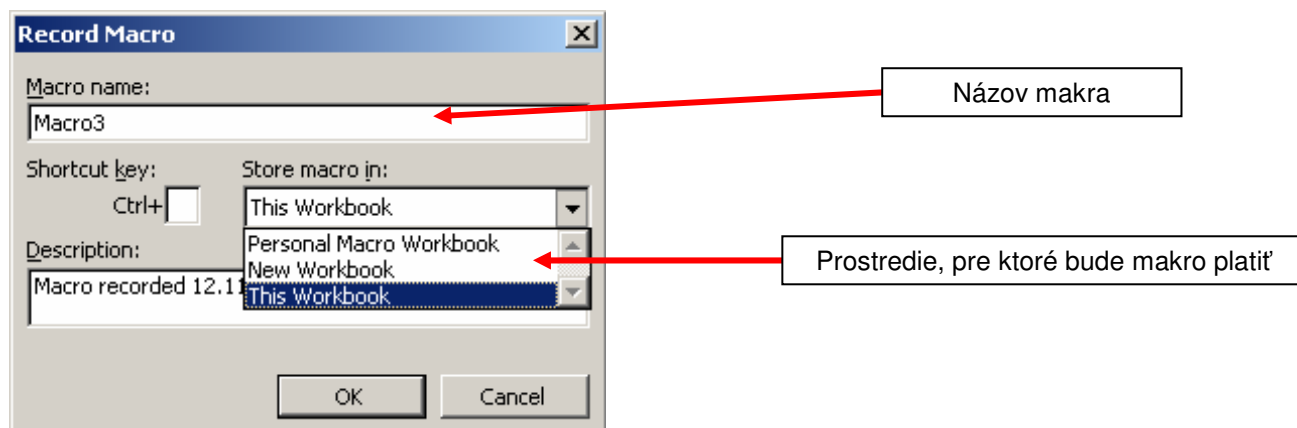 Record Macro
Macro name:
Macro3
Názov makra
Shortcut key:
Store macro in:
Ctrl+
This Workbook
Description:
Personal Macro Workbook
New Workbook
This Workbook
Prostredie, pre ktoré bude makro platiť
Macro recorded 12.11
OK
Cancel